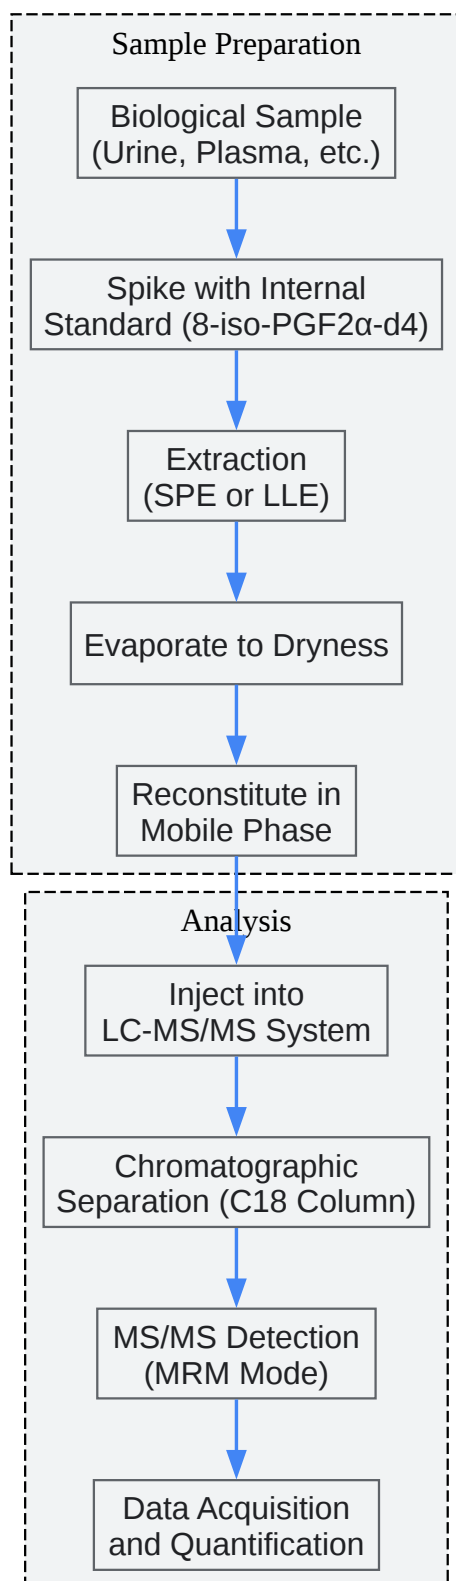 Sample Preparation
Biological Sample
(Urine, Plasma, etc.)
Spike with Internal
Standard (8-iso-PGF2α-d4)
Extraction
(SPE or LLE)
Evaporate to Dryness
Reconstitute in
Mobile Phase
Analysis
Inject into
LC-MS/MS System
Chromatographic
Separation (C18 Column)
MS/MS Detection
(MRM Mode)
Data Acquisition
and Quantification